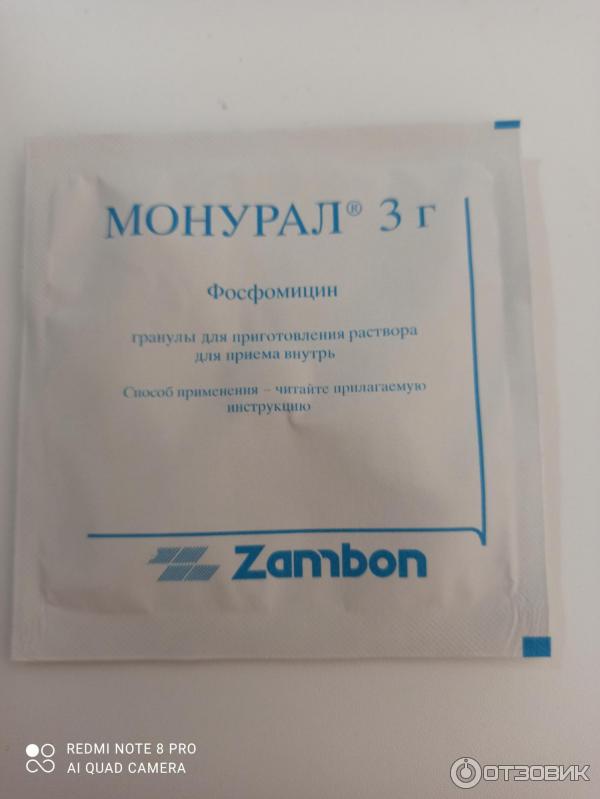 МОНУРАЛ® 3 г
Фосфомицин
гранулы для приготовления раствора
для приема внутрь
Способ применения – читайте прилагаемую
инструкцию
Zambon
REDMI NOTE 8 PRO
AI QUAD CAMERA
ОТЗОВИК